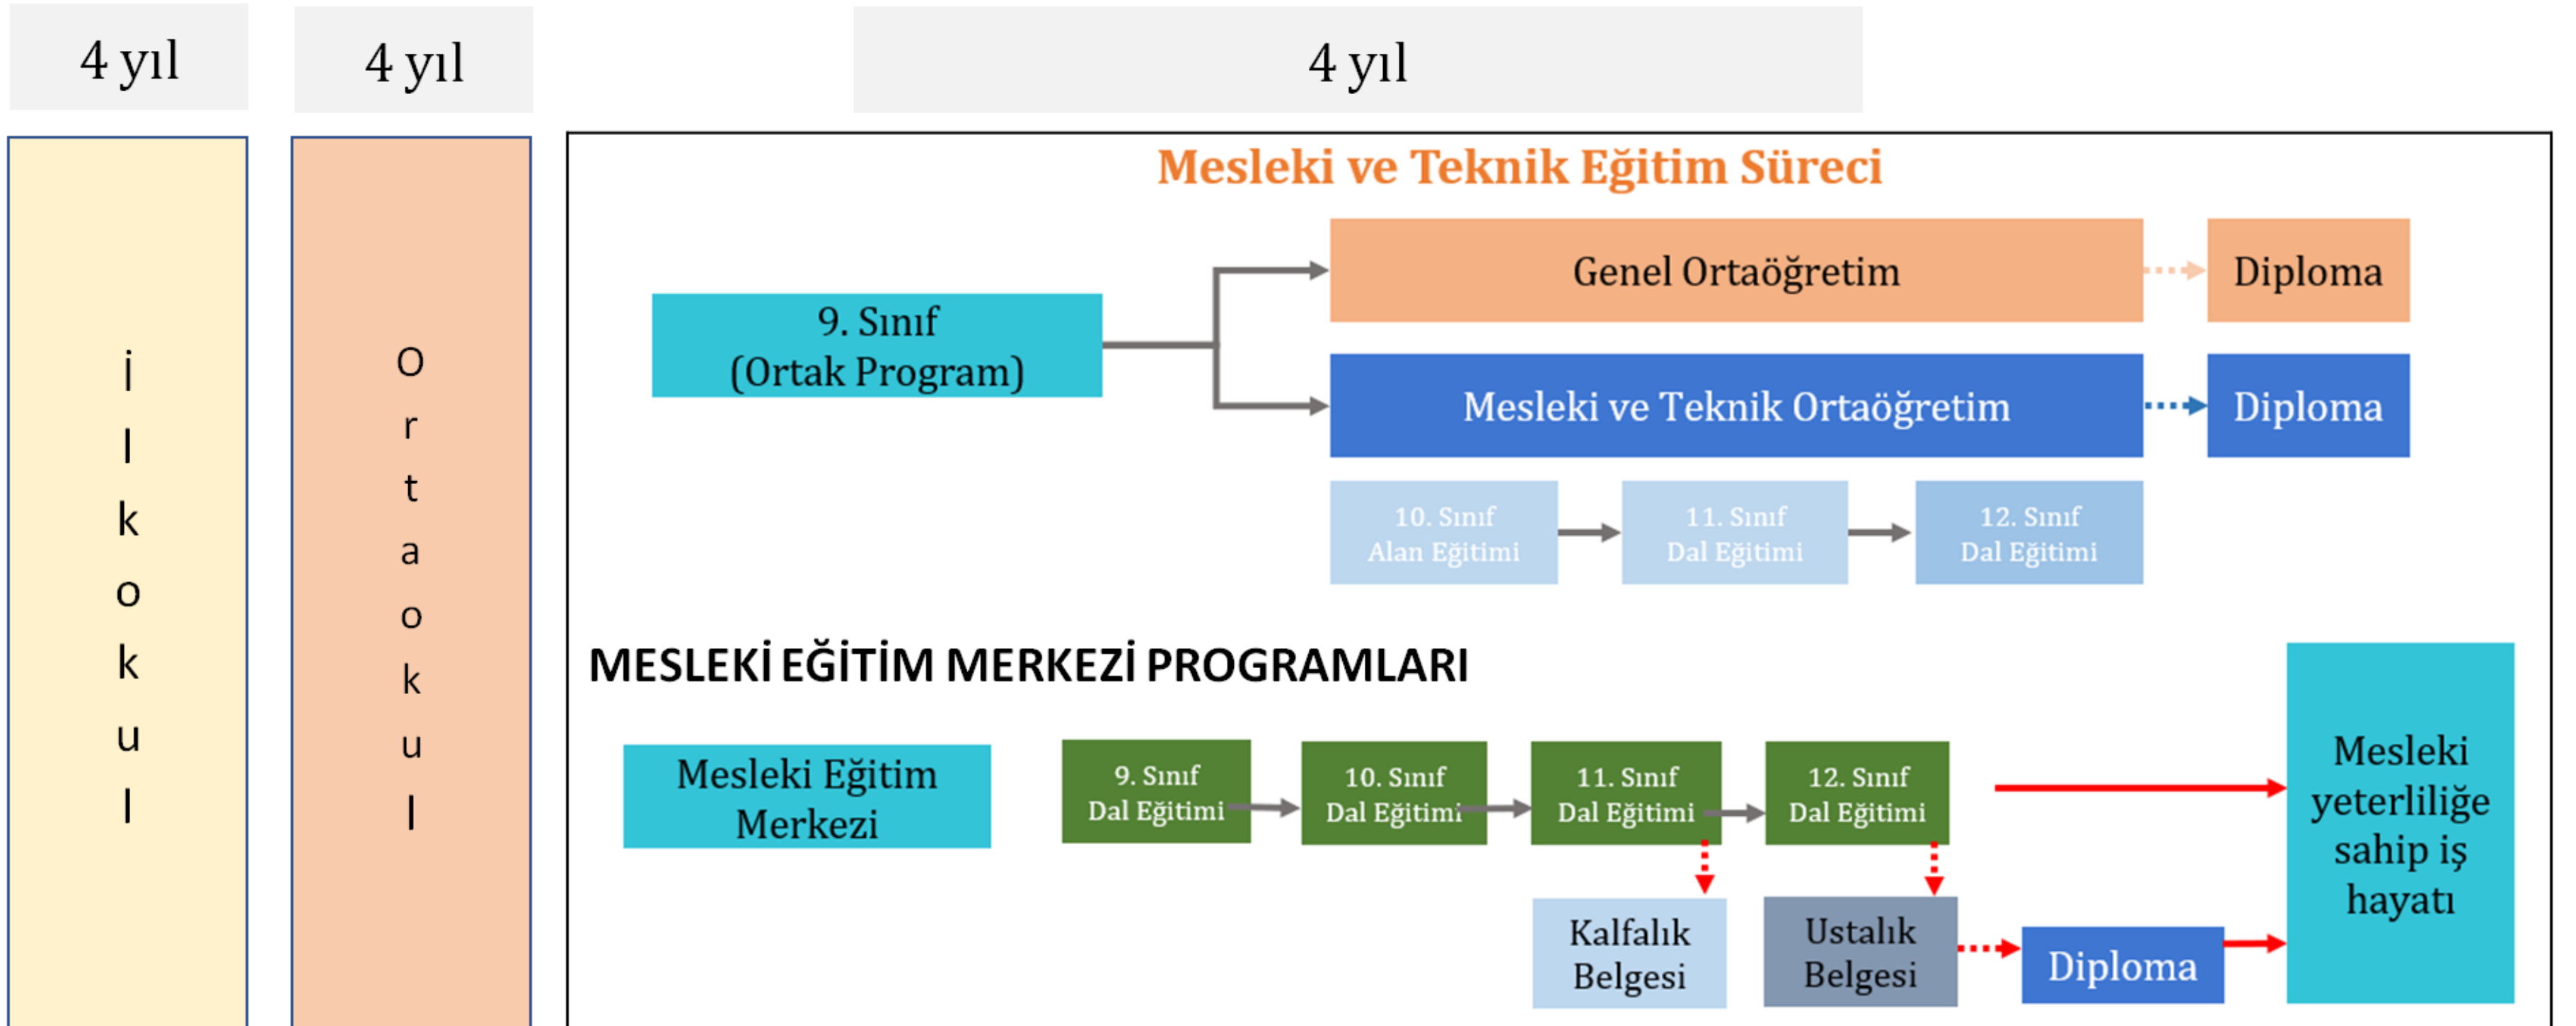 4 yıl
4 yıl
4 yıl
İlkokul
Ortaokul
Mesleki ve Teknik Eğitim Süreci
9. Sınıf
(Ortak Program)
Genel Ortaöğretim
Diploma
Mesleki ve Teknik Ortaöğretim
Diploma
10. Sınıf
Alan Eğitimi
11. Sınıf
Dal Eğitimi
12. Sınıf
Dal Eğitimi
MESLEKİ EĞİTİM MERKEZİ PROGRAMLARI
Mesleki Eğitim
Merkezi
9. Sınıf
Dal Eğitimi
10. Sınıf
Dal Eğitimi
11. Sınıf
Dal Eğitimi
12. Sınıf
Dal Eğitimi
Kalfalık
Belgesi
Ustalık
Belgesi
Diploma
Mesleki
yeterliliğe
sahip iş
hayatı